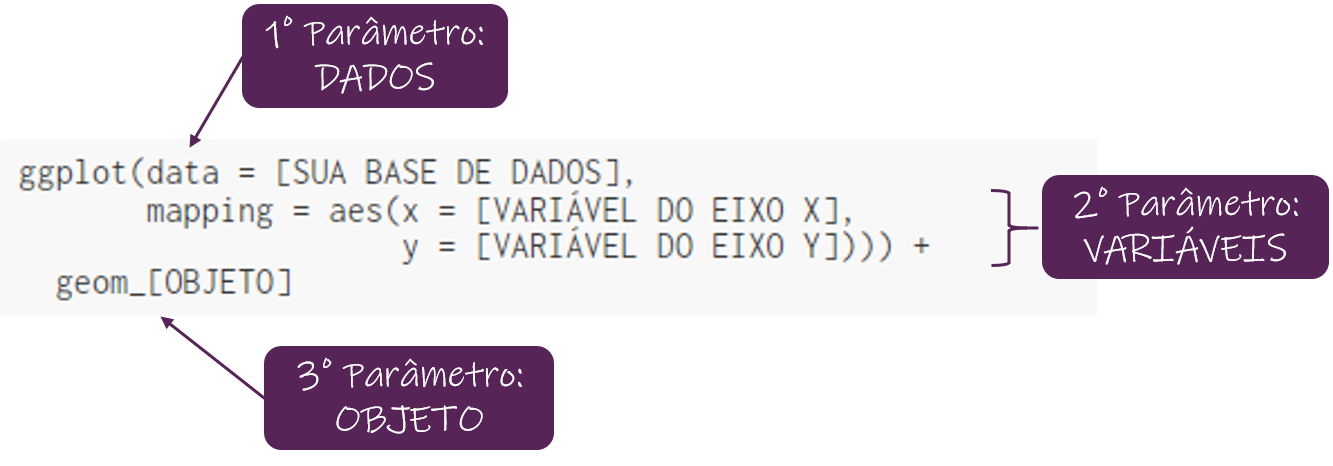 1° Parâmetro:
DADOS
ggplot(data = [SUA BASE DE DADOS],
mapping = aes(x = [VARIÁVEL DO EIXO X],
y = [VARIÁVEL DO EIXO Y]))) +
geom_[OBJETO]
2° Parâmetro:
VARIÁVEIS
3° Parâmetro:
OBJETO